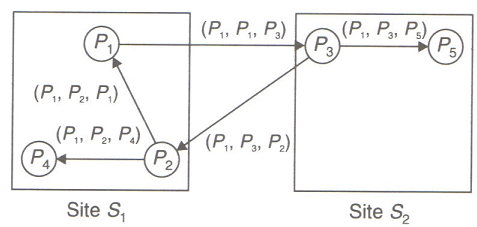 (P₁, P₁, P₃)
(P₁, P₃, P₅)
P₁
P₃
P₅
(P₁, P₂, P₁)
(P₁, P₂, P₄)
(P₁, P₃, P₂)
P₄
P₂
Site S₁
Site S₂